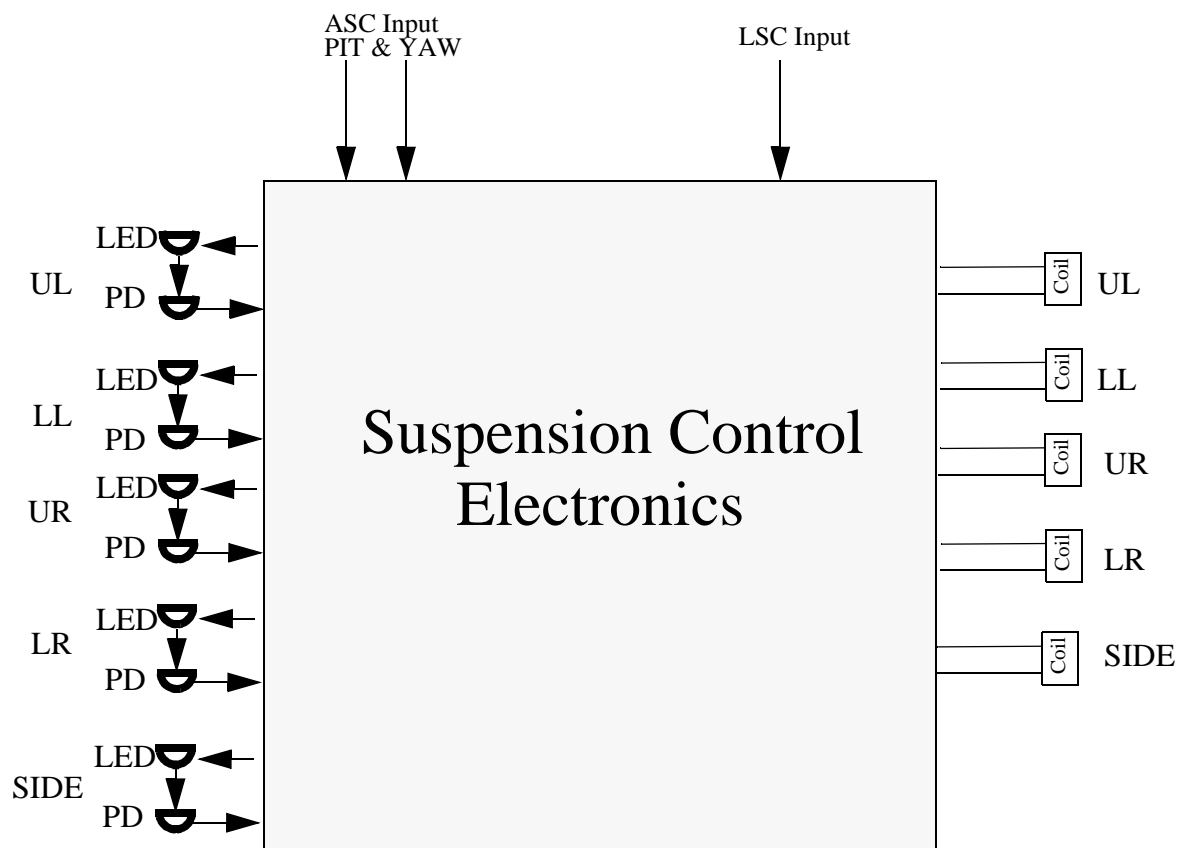 ASC Input
PIT & YAW
LSC Input
LED
UL
PD
LED
LL
PD
LED
UR
PD
LED
LR
PD
LED
SIDE
PD
Suspension Control
Electronics
Coil
UL
Coil
LL
Coil
UR
Coil
LR
Coil
SIDE